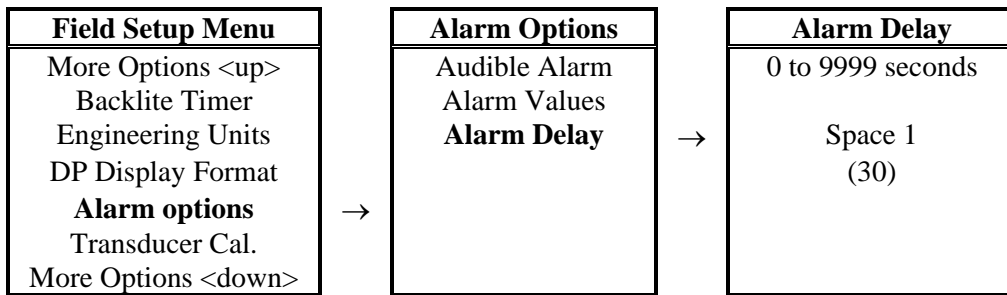 Field Setup Menu
More Options <up>
Backlite Timer
Engineering Units
DP Display Format
Alarm options
Transducer Cal.
More Options <down>
→
Alarm Options
Audible Alarm
Alarm Values
Alarm Delay
→
Alarm Delay
0 to 9999 seconds
Space 1
(30)